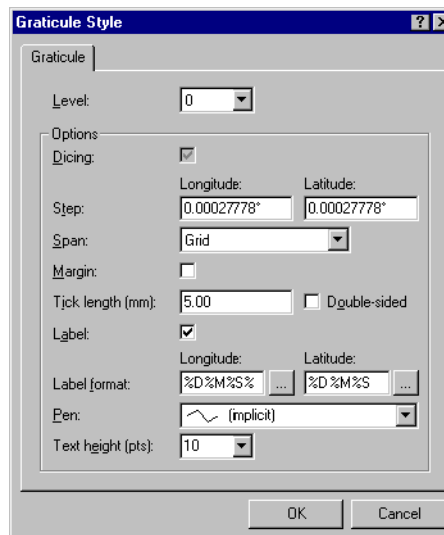 Graticule Style
Graticule
Level: 0
Options
Dicing:
Longitude: Latitude:
Step: 0.00027778° 0.00027778°
Span: Grid
Margin:
Tick length (mm): 5.00 Double-sided
Label:
Longitude: Latitude:
Label format: %D%M%S% ... %D%M%S ...
Pen: (implicit)
Text height (pts): 10
OK Cancel